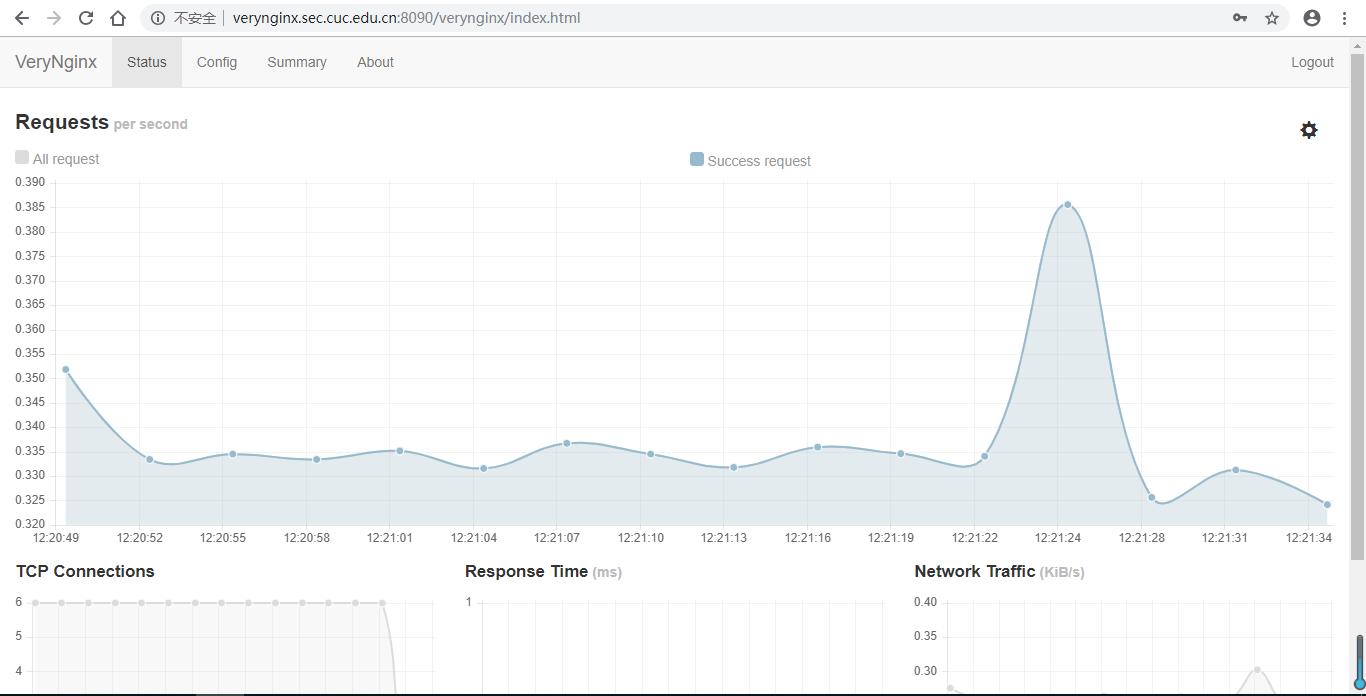 不安全 verynginx.sec.cuc.edu.cn:8090/verynginx/index.html
VeryNginx Status Config Summary About Logout
Requests per second
All request Success request
0.390
0.385
0.380
0.375
0.370
0.365
0.360
0.355
0.350
0.345
0.340
0.335
0.330
0.325
0.320
12:20:49 12:20:52 12:20:55 12:20:58 12:21:01 12:21:04 12:21:07 12:21:10 12:21:13 12:21:16 12:21:19 12:21:22 12:21:24 12:21:28 12:21:31 12:21:34
TCP Connections Response Time (ms) Network Traffic (KiB/s)
6 1 0.40
5 0.35
4 0.30